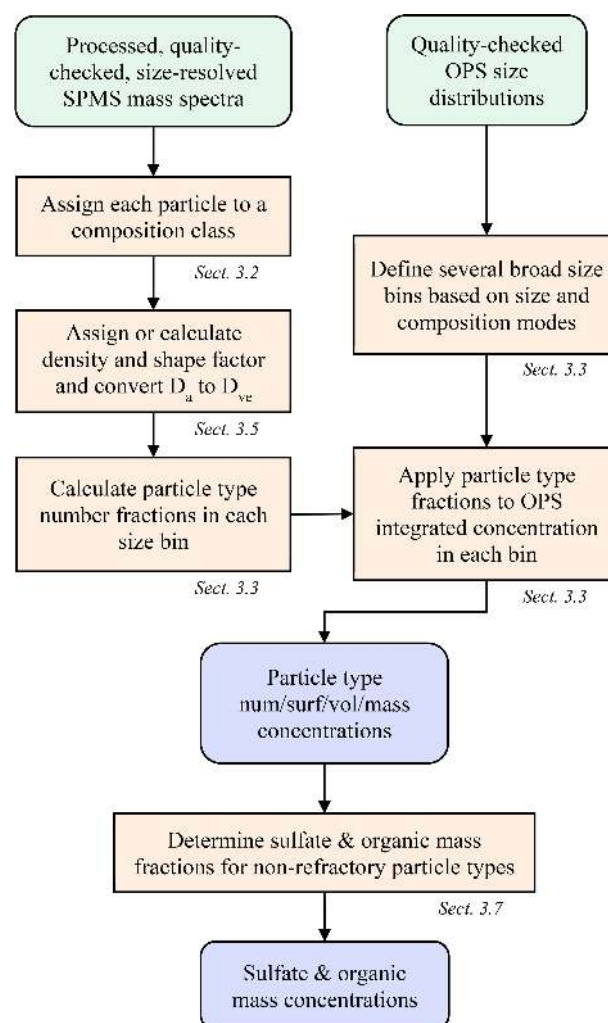 Processed, quality-
checked, size-resolved
SPMS mass spectra
Quality-checked
OPS size
distributions
Assign each particle to a
composition class
Sect. 3.2
Define several broad size
bins based on size and
composition modes
Sect. 3.3
Assign or calculate
density and shape factor
and convert Da to Dve
Sect. 3.5
Calculate particle type
number fractions in each
size bin
Sect. 3.3
Apply particle type
fractions to OPS
integrated concentration
in each bin
Sect. 3.3
Particle type
num/surf/vol/mass
concentrations
Determine sulfate & organic mass
fractions for non-refractory particle types
Sect. 3.7
Sulfate & organic
mass concentrations